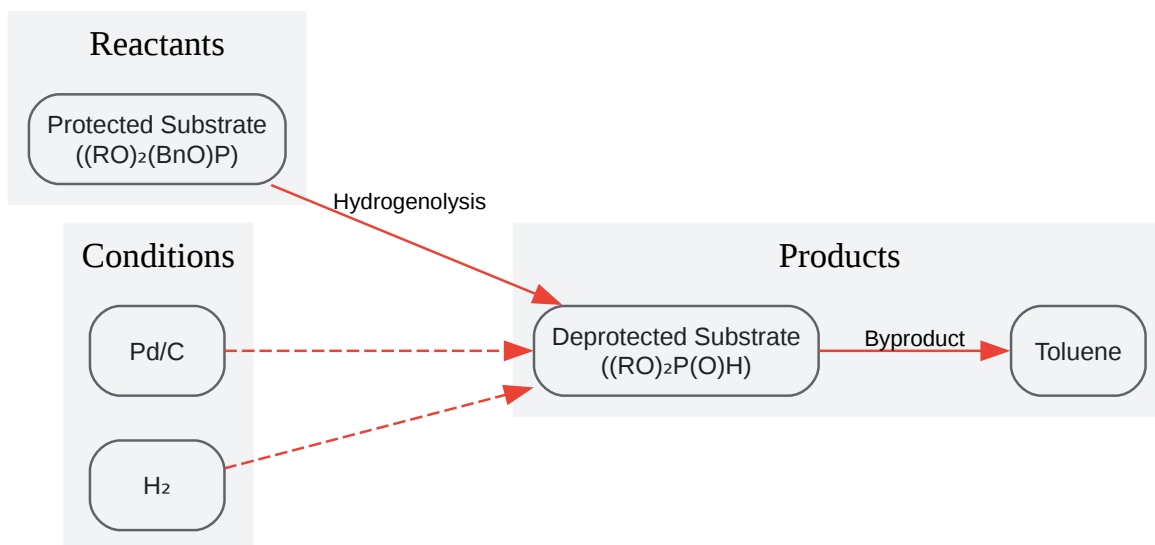 Reactants
Protected Substrate
((RO)₂(BnO)P)
Hydrogenolysis
Conditions
Pd/C
H₂
Products
Deprotected Substrate
((RO)₂P(O)H)
Byproduct
Toluene